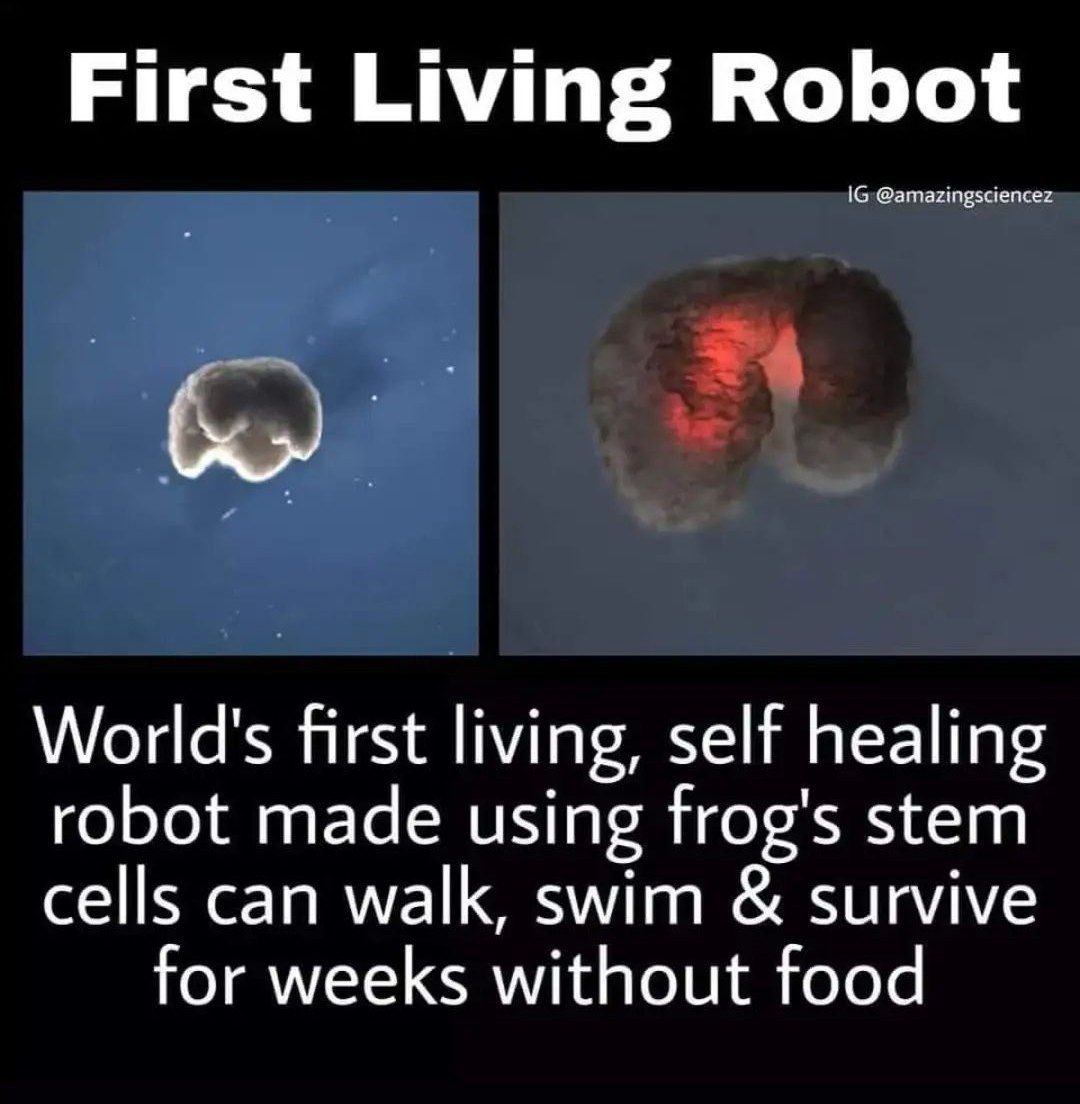 First Living Robot
IG @amazingsciencez
World's first living, self healing
robot made using frog's stem
cells can walk, swim & survive
for weeks without food